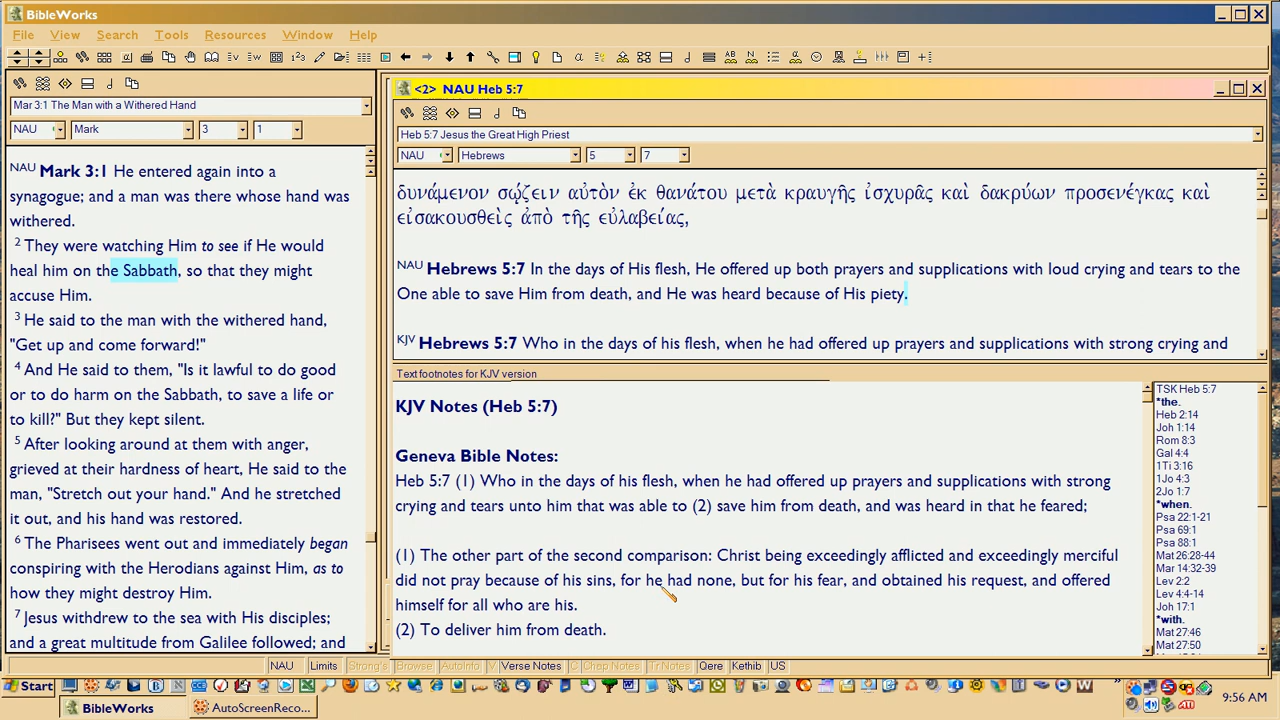 BibleWorks
File View Search Tools Resources Window Help
Mar 3:1 The Man with a Withered Hand
NAU Mark 3 1
NAU Mark 3:1 He entered again into a
synagogue; and a man was there whose hand was
withered.
2 They were watching Him to see if He would
heal him on the Sabbath, so that they might
accuse Him.
3 He said to the man with the withered hand,
"Get up and come forward!"
4 And He said to them, "Is it lawful to do good
or to do harm on the Sabbath, to save a life or
to kill?" But they kept silent.
5 After looking around at them with anger,
grieved at their hardness of heart, He said to the
man, "Stretch out your hand." And he stretched
it out, and his hand was restored.
6 The Pharisees went out and immediately began
conspiring with the Herodians against Him, as to
how they might destroy Him.
7 Jesus withdrew to the sea with His disciples;
and a great multitude from Galilee followed; and
<2> NAU Heb 5:7
Heb 5:7 Jesus the Great High Priest
NAU Hebrews 5 7
δυνάμενον σῴζειν αὐτὸν ἐκ θανάτου μετὰ κραυγῆς ἰσχυρᾶς καὶ δακρύων προσενέγκας καὶ
εἰσακουσθεὶς ἀπὸ τῆς εὐλαβείας,
NAU Hebrews 5:7 In the days of His flesh, He offered up both prayers and supplications with loud crying and tears to the
One able to save Him from death, and He was heard because of His piety.
KJV Hebrews 5:7 Who in the days of his flesh, when he had offered up prayers and supplications with strong crying and
Text footnotes for KJV version
KJV Notes (Heb 5:7)
Geneva Bible Notes:
Heb 5:7 (1) Who in the days of his flesh, when he had offered up prayers and supplications with strong
crying and tears unto him that was able to (2) save him from death, and was heard in that he feared;
(1) The other part of the second comparison: Christ being exceedingly afflicted and exceedingly merciful
did not pray because of his sins, for he had none, but for his fear, and obtained his request, and offered
himself for all who are his.
(2) To deliver him from death.
TSK Heb 5:7
*the.
Heb 2:14
Joh 1:14
Rom 8:3
Gal 4:4
1Ti 3:16
1Jo 4:3
2Jo 4:7
*when.
Psa 22:1-21
Psa 69:1
Psa 88:1
Mat 26:28-44
Mar 14:32-39
Lev 2:2
Lev 4:4-14
Joh 17:1
*with.
Mat 27:46
Mat 27:50
NAU Limits Strong's Browse AutoInfo V Verse Notes C Chap Notes Tr Notes Qere Kethib US
Start
BibleWorks AutoScreenReco... 9:56 AM